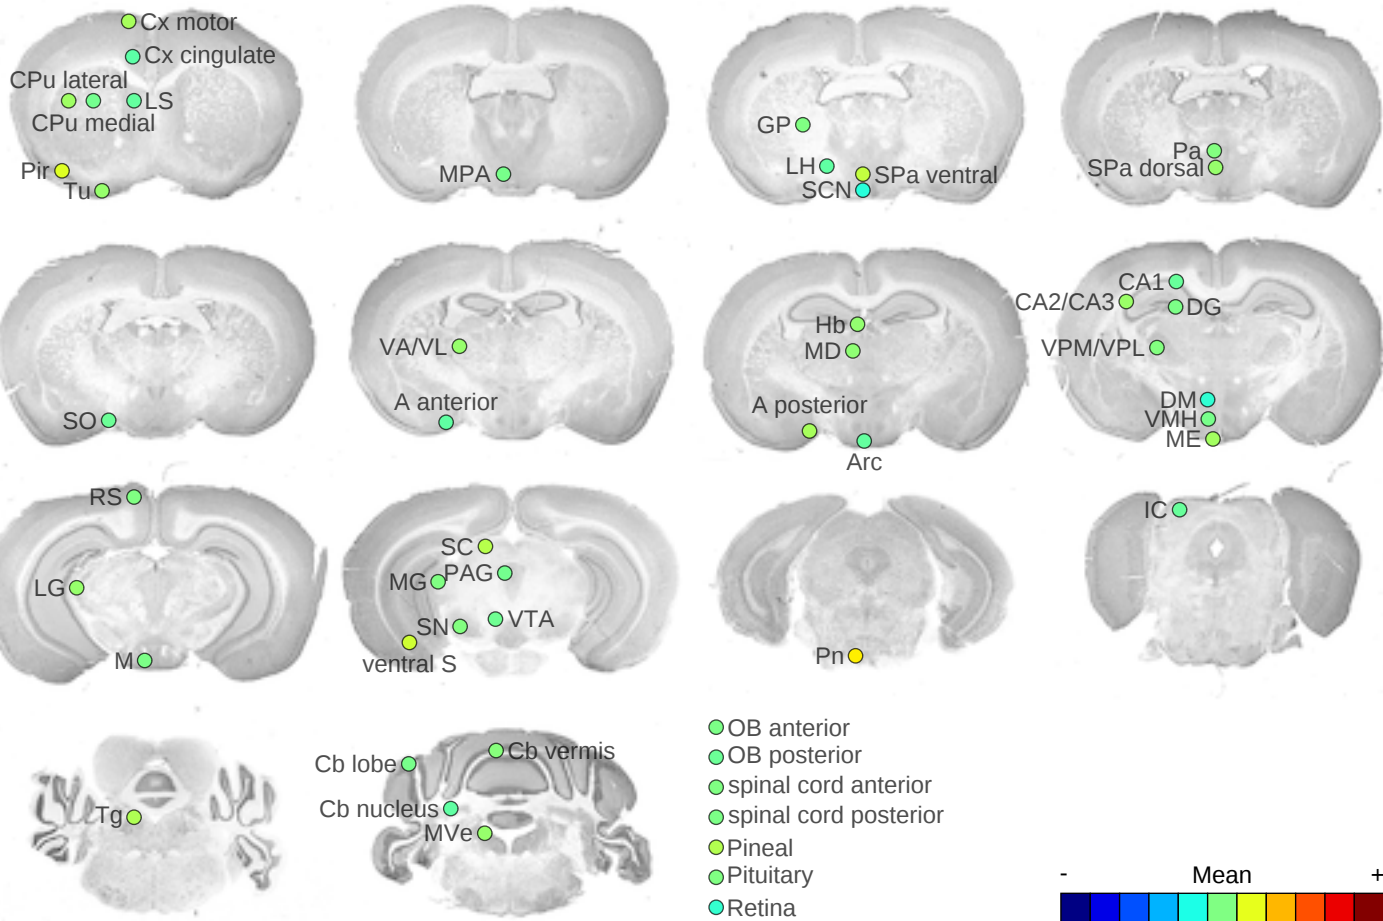 Cx motor
Cx cingulate
CPu lateral
LS
CPu medial
Pir
Tu
MPA
GP
LH
SPa ventral
SCN
Pa
SPa dorsal
SO
VA/VL
A anterior
Hb
MD
A posterior
Arc
CA1
CA2/CA3
DG
VPM/VPL
DM
VMH
ME
RS
LG
M
SC
MG
PAG
SN
VTA
ventral S
Pn
IC
Tg
Cb lobe
Cb vermis
Cb nucleus
MVe
OB anterior
OB posterior
spinal cord anterior
spinal cord posterior
Pineal
Pituitary
Retina
- Mean +